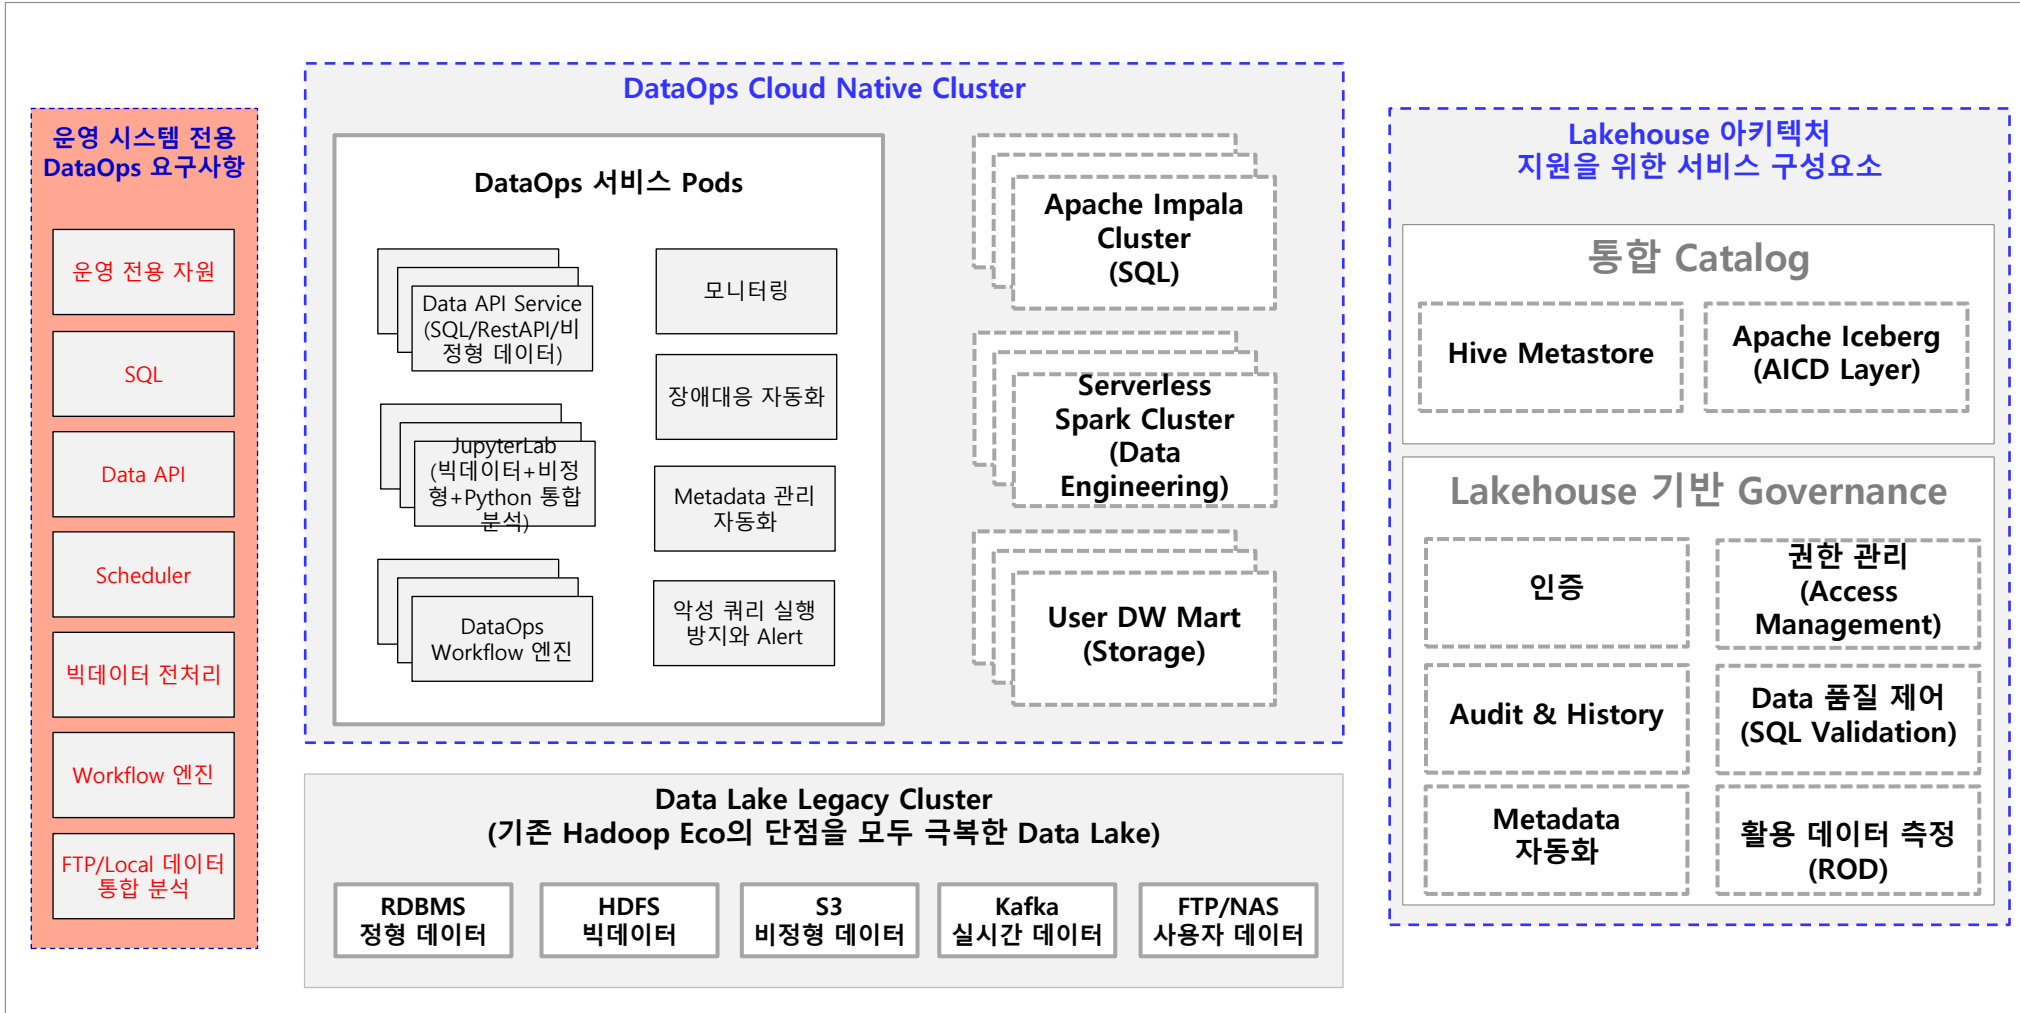 운영 시스템 전용
DataOps 요구사항
운영 전용 자원
SQL
Data API
Scheduler
빅데이터 전처리
Workflow 엔진
FTP/Local 데이터
통합 분석
DataOps Cloud Native Cluster
DataOps 서비스 Pods
Data API Service
(SQL/RestAPI/비
정형 데이터)
JupyterLab
(빅데이터+비정
형+Python 통합
분석)
DataOps
Workflow 엔진
모니터링
장애대응 자동화
Metadata 관리
자동화
악성 쿼리 실행
방지와 Alert
Apache Impala
Cluster
(SQL)
Serverless
Spark Cluster
(Data
Engineering)
User DW Mart
(Storage)
Data Lake Legacy Cluster
(기존 Hadoop Eco의 단점을 모두 극복한 Data Lake)
RDBMS
정형 데이터
HDFS
빅데이터
S3
비정형 데이터
Kafka
실시간 데이터
FTP/NAS
사용자 데이터
Lakehouse 아키텍처
지원을 위한 서비스 구성요소
통합 Catalog
Hive Metastore
Apache Iceberg
(AICD Layer)
Lakehouse 기반 Governance
인증
권한 관리
(Access
Management)
Audit & History
Data 품질 제어
(SQL Validation)
Metadata
자동화
활용 데이터 측정
(ROD)